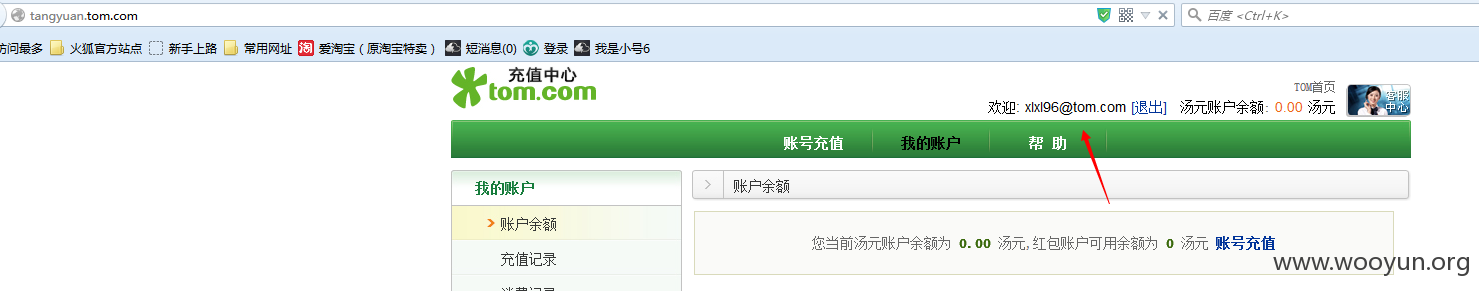 tangyuan.tom.com
百度 <Ctrl+K>
访问最多 火狐官方站点 新手上路 常用网址 淘 爱淘宝（原淘宝特卖） 短消息(0) 登录 我是小号6
充值中心
tom.com
TOM首页
客服中心
欢迎: xlxl96@tom.com [退出] 汤元账户余额: 0.00 汤元
账号充值 我的账户 帮 助
我的账户
账户余额
账户余额
充值记录
您当前汤元账户余额为 0.00 汤元,红包账户可用余额为 0 汤元 账号充值
www.wooyun.org